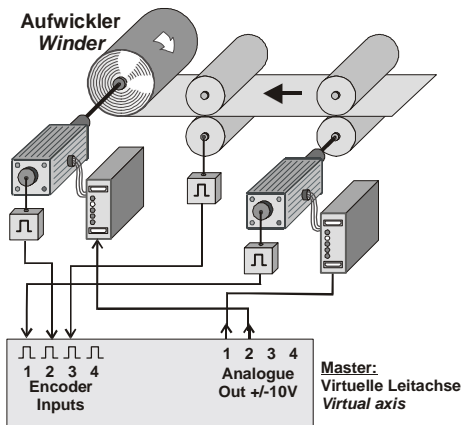 Aufwickler
Winder
1 2 3 4
Encoder
Inputs
1 2 3 4
Analogue
Out +/-10V
Master:
Virtuelle Leitachse
Virtual axis